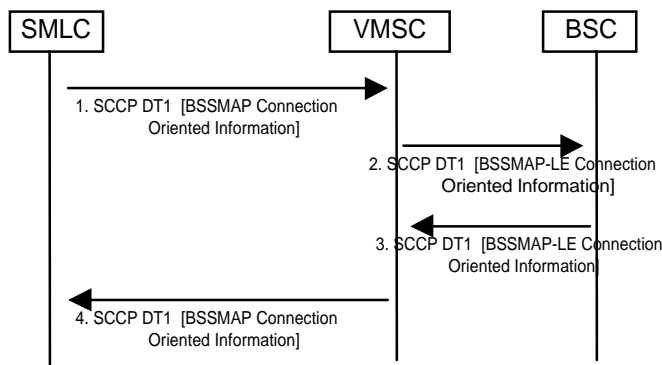 SMLC
VMSC
BSC
1. SCCP DT1 [BSSMAP Connection
Oriented Information]
2. SCCP DT1 [BSSMAP-LE Connection
Oriented Information]
3. SCCP DT1 [BSSMAP-LE Connection
Oriented Information]
4. SCCP DT1 [BSSMAP Connection
Oriented Information]